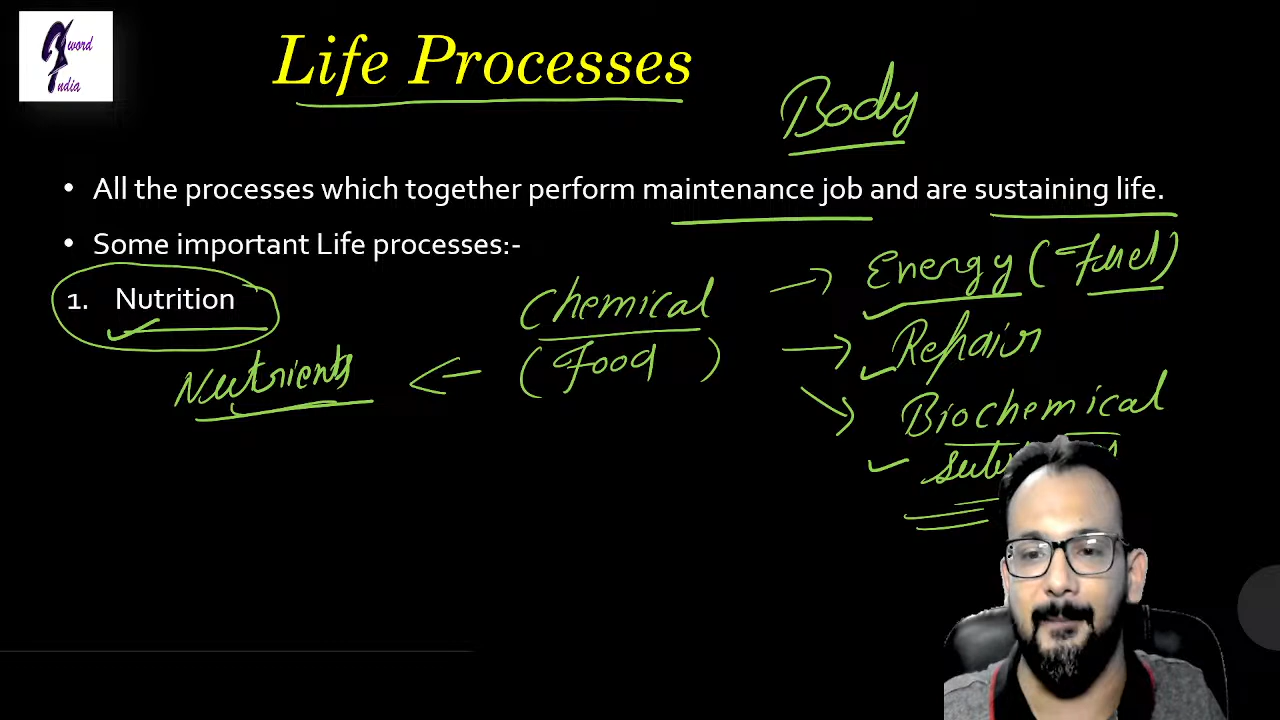 word
India
Life Processes
Body
• All the processes which together perform maintenance job and are sustaining life.
• Some important Life processes:-
1. Nutrition
Chemical
(Food)
Nutrients
Energy (Fuel)
Repair
Biochemical